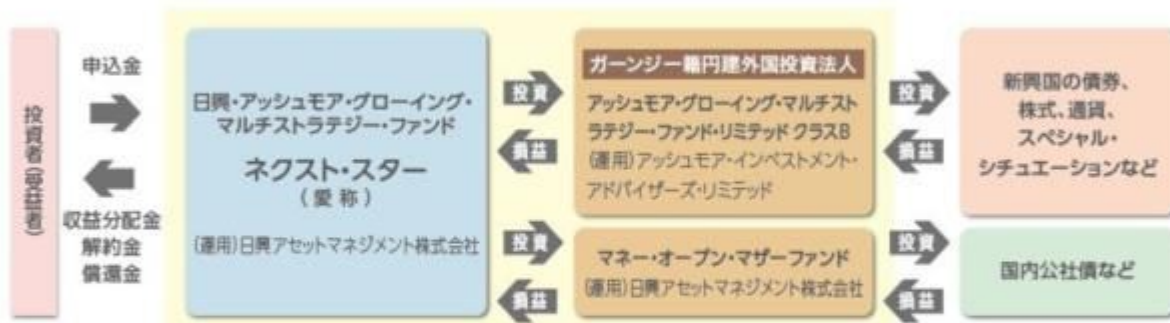 投資者(受益者)
申込金
収益分配金
解約金
償還金
日興・アッシュモア・グローイング・
マルチストラテジー・ファンド
ネクスト・スター
(愛称)
(運用)日興アセットマネジメント株式会社
投資
損益
投資
損益
ガーンジー籍円建外国投資法人
アッシュモア・グローイング・マルチスト
ラテジー・ファンド・リミテッド クラスB
(運用)アッシュモア・インベストメント・
アドバイザーズ・リミテッド
マネー・オープン・マザーファンド
(運用)日興アセットマネジメント株式会社
投資
損益
投資
損益
新興国の債券、
株式、通貨、
スペシャル・
シチュエーションなど
国内公社債など